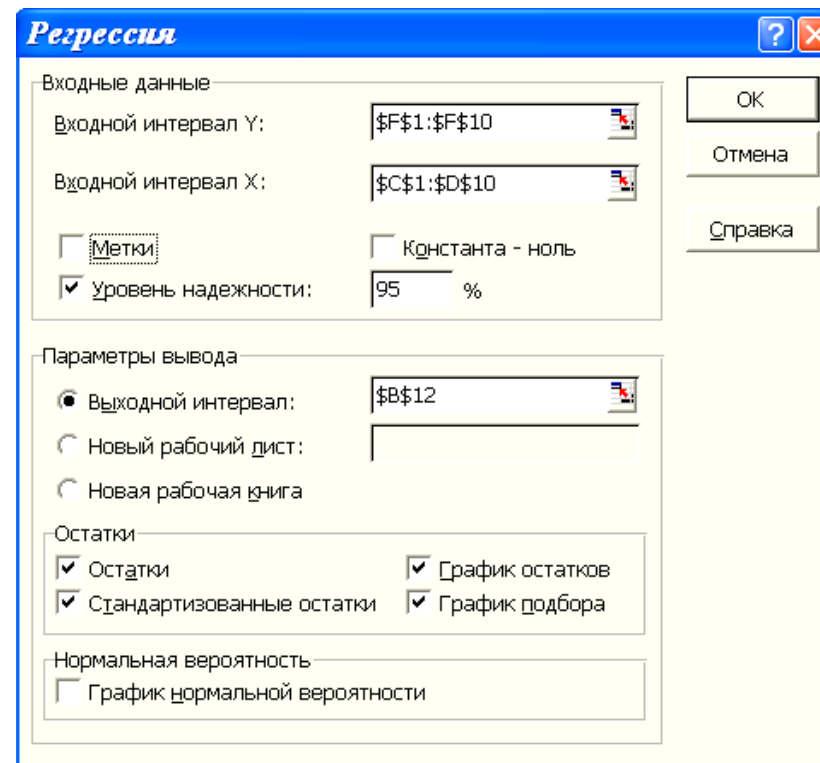 Регрессия
Входные данные
Входной интервал Y: $F$1:$F$10
Входной интервал X: $C$1:$D$10
Метки Константа - ноль
Уровень надежности: 95 %
OK
Отмена
Справка
Параметры вывода
Выходной интервал: $B$12
Новый рабочий лист:
Новая рабочая книга
Остатки
Остатки График остатков
Стандартизованные остатки График подбора
Нормальная вероятность
График нормальной вероятности